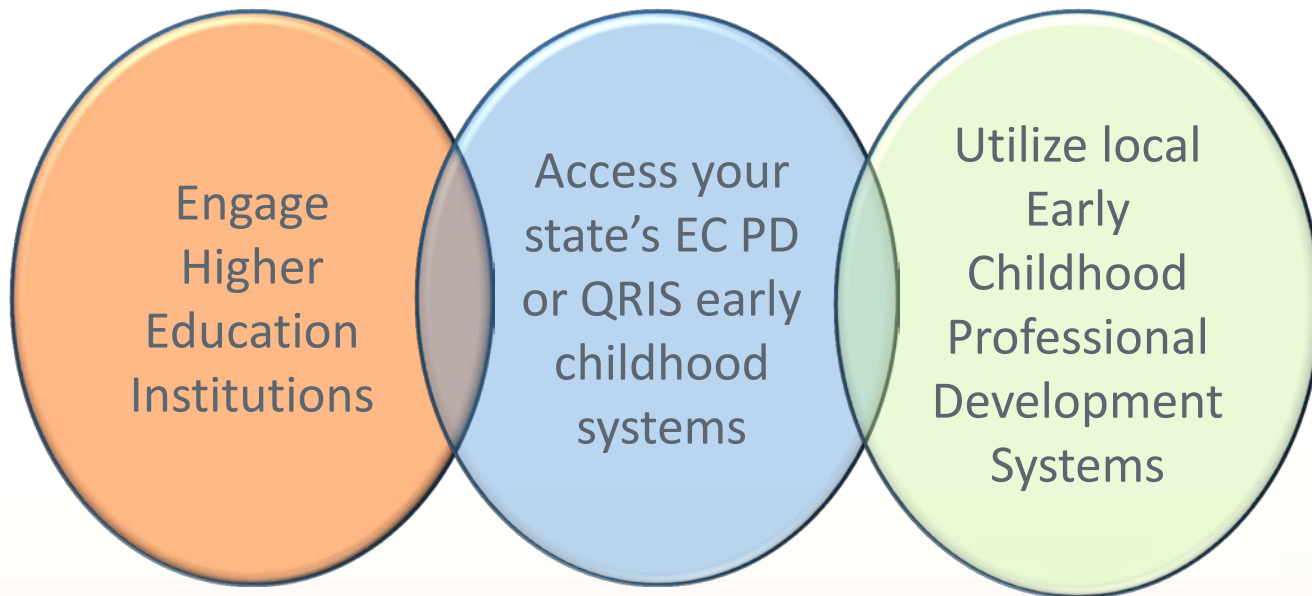 Engage
Higher
Education
Institutions
Access your
state’s EC PD
or QRIS early
childhood
systems
Utilize local
Early
Childhood
Professional
Development
Systems